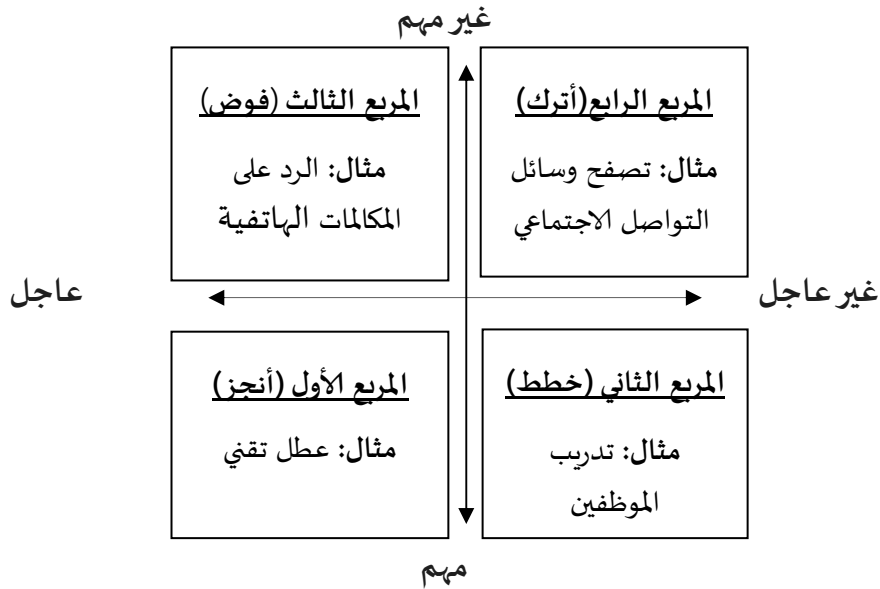 غير مهم
المربع الرابع(أترك)
مثال: تصفح وسائل
التواصل الاجتماعي
المربع الثالث (فوض)
مثال: الرد على
المكالمات الهاتفية
غير عاجل
عاجل
المربع الثاني (خطط)
مثال: تدريب
الموظفين
المربع الأول (أنجز)
مثال: عطل تقني
مهم